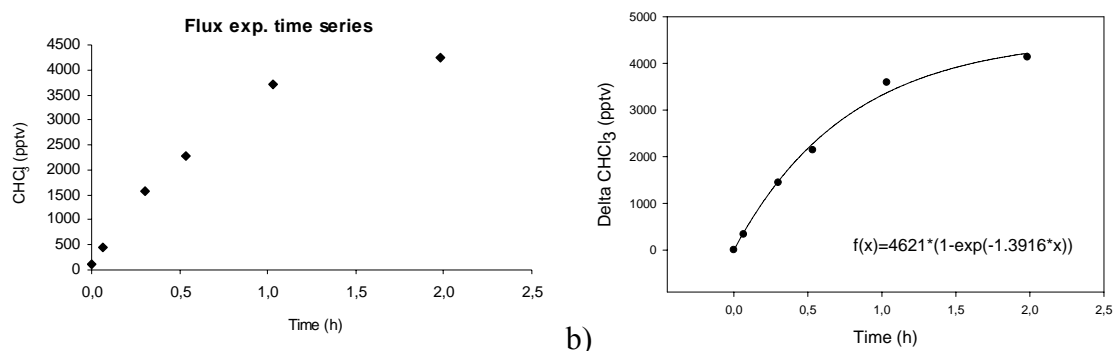 Flux exp. time series
4500
4000
3500
3000
2500
2000
1500
1000
500
0
CHCl3 (pptv)
0,0 0,5 1,0 1,5 2,0 2,5
Time (h)
b)
4000
3000
2000
1000
0
Delta CHCl3 (pptv)
f(x)=4621*(1-exp(-1.3916*x))
0,0 0,5 1,0 1,5 2,0 2,5
Time (h)